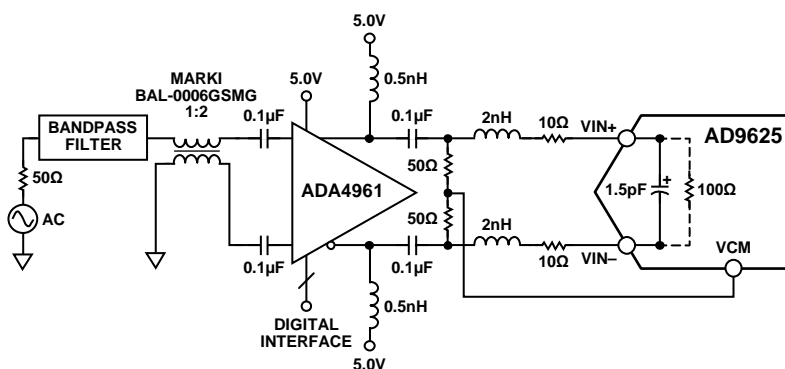 5.0V
MARKI
BAL-0006GSMG
1:2
5.0V
0.5nH
0.1µF
0.1µF
2nH
10Ω
VIN+
AD9625
BANDPASS
FILTER
50Ω
50Ω
ADA4961
1.5pF
+
100Ω
AC
50Ω
2nH
VCM
0.1µF
0.1µF
10Ω
VIN–
0.5nH
DIGITAL
INTERFACE
5.0V